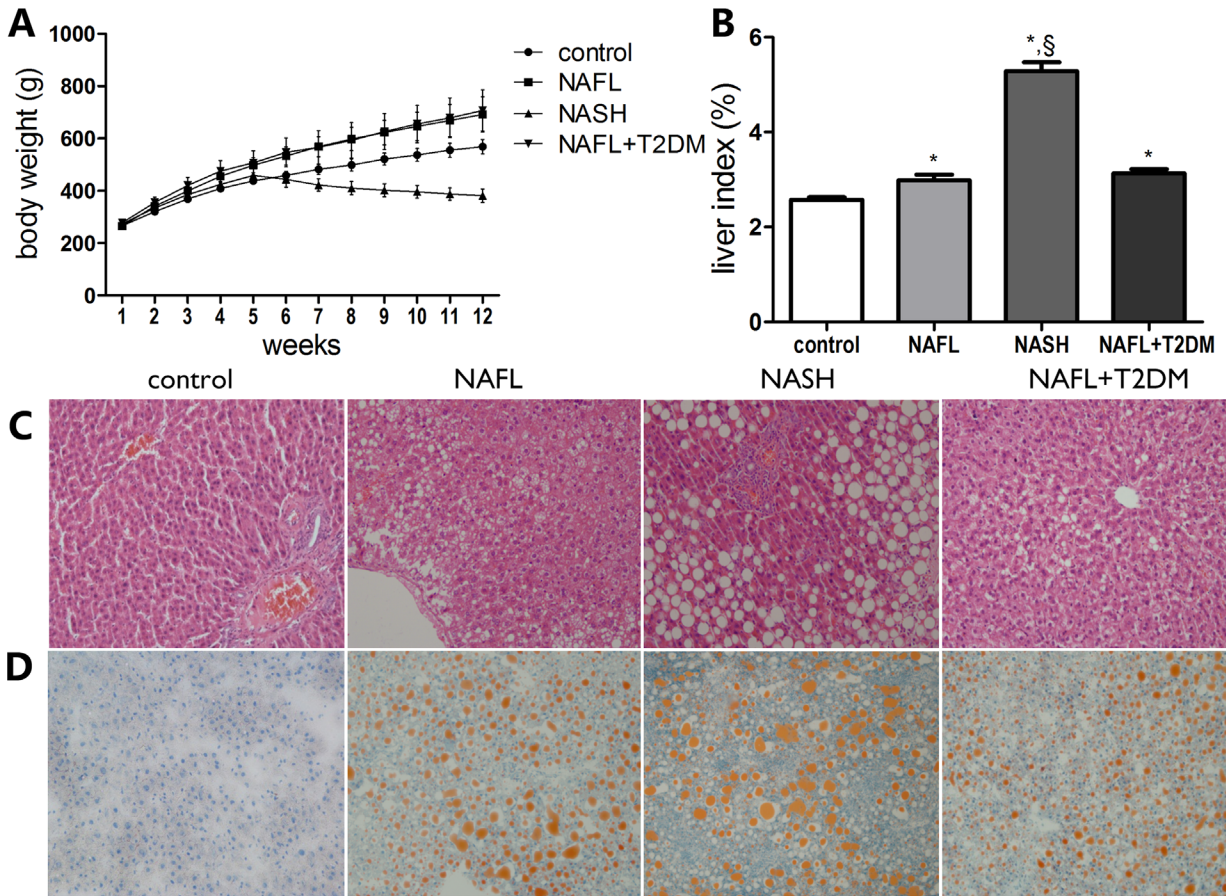 A
1000
800
600
400
200
0
body weight (g)
1 2 3 4 5 6 7 8 9 10 11 12
weeks
control
NAFL
NASH
NAFL+T2DM
B
6
4
2
0
liver index (%)
*
*,§
*
control NAFL NASH NAFL+T2DM
control NAFL NASH NAFL+T2DM
C
D